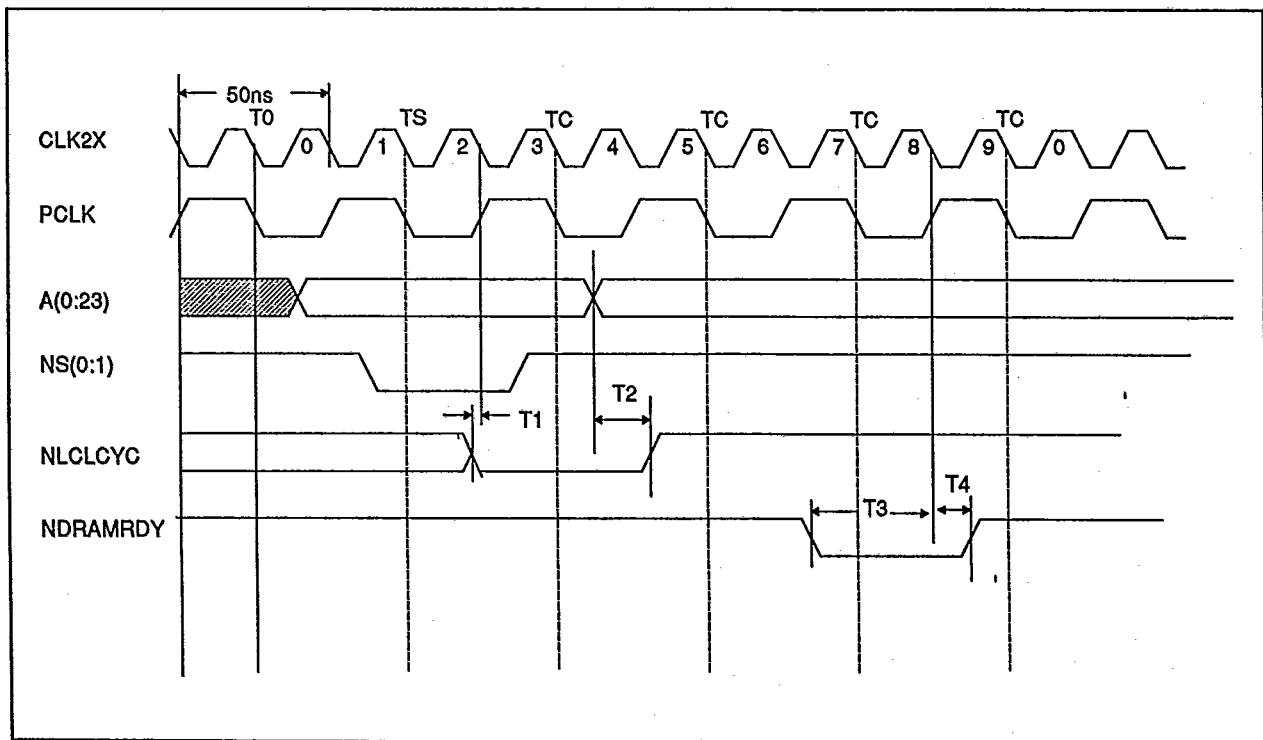 50ns
T0 TS TC TC TC TC
CLK2X 0 1 2 3 4 5 6 7 8 9 0
PCLK
A(0:23)
NS(0:1)
T2
T1
NLCLCYC
T3 T4
NDRAMRDY